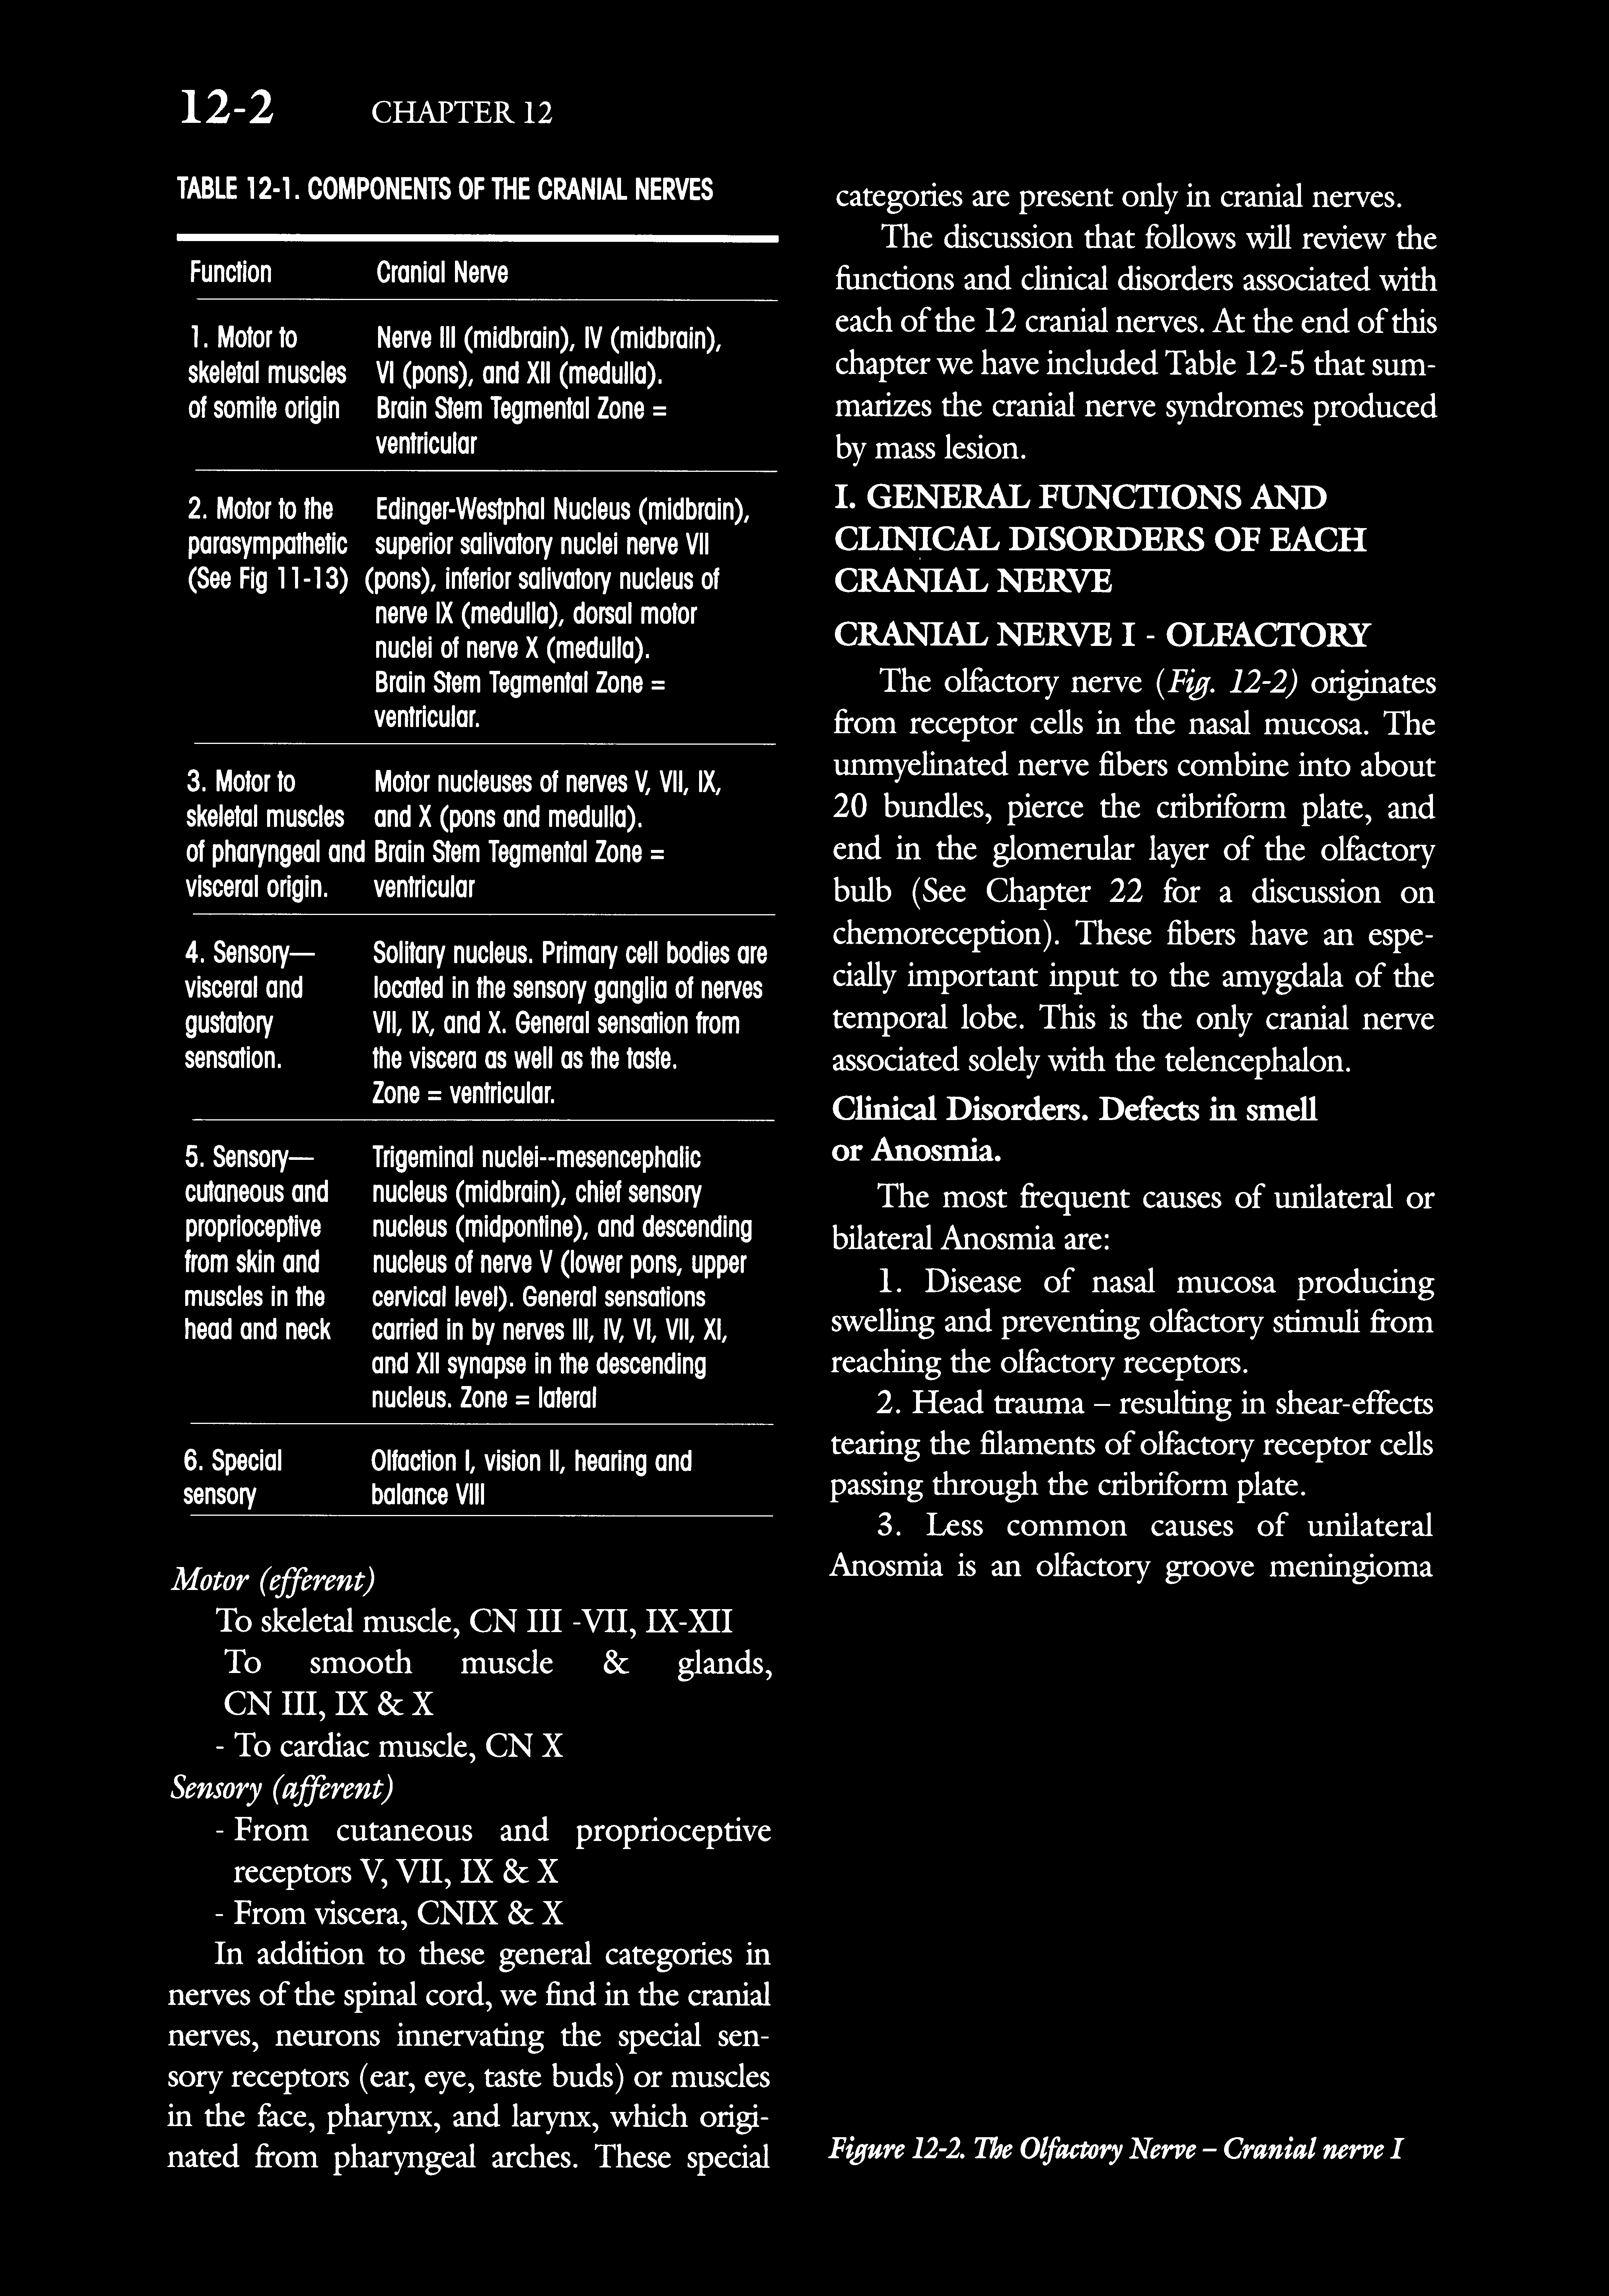 12-2 CHAPTER 12
TABLE 12-1. COMPONENTS OF THE CRANIAL NERVES
Function Cranial Nerve
1. Motor to Nerve III (midbrain), IV (midbrain),
skeletal muscles VI (pons), and XII (medulla).
of somite origin Brain Stem Tegmental Zone =
ventricular
2. Motor to the Edinger-Westphal Nucleus (midbrain),
parasympathetic superior salivatory nuclei nerve VII
(See Fig 11-13) (pons), inferior salivatory nucleus of
nerve IX (medulla), dorsal motor
nuclei of nerve X (medulla).
Brain Stem Tegmental Zone =
ventricular.
3. Motor to Motor nucleuses of nerves V, VII, IX,
skeletal muscles and X (pons and medulla).
of pharyngeal and Brain Stem Tegmental Zone =
visceral origin. ventricular
4. Sensory— Solitary nucleus. Primary cell bodies are
visceral and located in the sensory ganglia of nerves
gustatory VII, IX, and X. General sensation from
sensation. the viscera as well as the taste.
Zone = ventricular.
5. Sensory— Trigeminal nuclei--mesencephalic
cutaneous and nucleus (midbrain), chief sensory
proprioceptive nucleus (midpontine), and descending
from skin and nucleus of nerve V (lower pons, upper
muscles in the cervical level). General sensations
head and neck carried in by nerves III, IV, VI, VII, XI,
and XII synapse in the descending
nucleus. Zone = lateral
6. Special Olfaction I, vision II, hearing and
sensory balance VIII
Motor (efferent)
To skeletal muscle, CN III -VII, IX-XII
To smooth muscle & glands,
CN III, IX & X
- To cardiac muscle, CN X
Sensory (afferent)
- From cutaneous and proprioceptive
receptors V, VII, IX & X
- From viscera, CNIX & X
In addition to these general categories in
nerves of the spinal cord, we find in the cranial
nerves, neurons innervating the special sen-
sory receptors (ear, eye, taste buds) or muscles
in the face, pharynx, and larynx, which origi-
nated from pharyngeal arches. These special
categories are present only in cranial nerves.
The discussion that follows will review the
functions and clinical disorders associated with
each of the 12 cranial nerves. At the end of this
chapter we have included Table 12-5 that sum-
marizes the cranial nerve syndromes produced
by mass lesion.
I. GENERAL FUNCTIONS AND
CLINICAL DISORDERS OF EACH
CRANIAL NERVE
CRANIAL NERVE I - OLFACTORY
The olfactory nerve (Fig. 12-2) originates
from receptor cells in the nasal mucosa. The
unmyelinated nerve fibers combine into about
20 bundles, pierce the cribriform plate, and
end in the glomerular layer of the olfactory
bulb (See Chapter 22 for a discussion on
chemoreception). These fibers have an espe-
cially important input to the amygdala of the
temporal lobe. This is the only cranial nerve
associated solely with the telencephalon.
Clinical Disorders. Defects in smell
or Anosmia.
The most frequent causes of unilateral or
bilateral Anosmia are:
1. Disease of nasal mucosa producing
swelling and preventing olfactory stimuli from
reaching the olfactory receptors.
2. Head trauma – resulting in shear-effects
tearing the filaments of olfactory receptor cells
passing through the cribriform plate.
3. Less common causes of unilateral
Anosmia is an olfactory groove meningioma
Figure 12-2. The Olfactory Nerve – Cranial nerve I